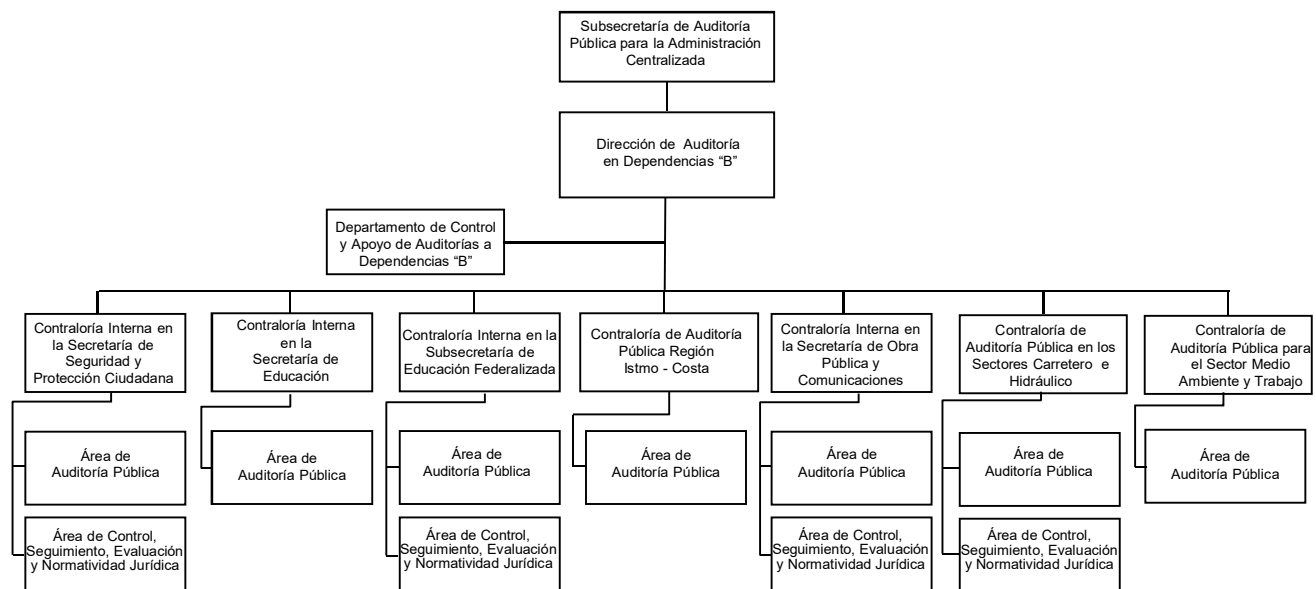 Subsecretaría de Auditoría
Pública para la Administración
Centralizada
Dirección de Auditoría
en Dependencias “B”
Departamento de Control
y Apoyo de Auditorías a
Dependencias “B”
Contraloría Interna en
la Secretaría de
Seguridad y
Protección Ciudadana
Contraloría Interna
en la
Secretaría de
Educación
Contraloría Interna en la
Subsecretaría de
Educación Federalizada
Contraloría de Auditoría
Pública Región
Istmo - Costa
Contraloría Interna en
la Secretaría de Obra
Pública y
Comunicaciones
Contraloría de
Auditoría Pública en los
Sectores Carretero e
Hidráulico
Contraloría de
Auditoría Pública para
el Sector Medio
Ambiente y Trabajo
Área de
Auditoría Pública
Área de
Auditoría Pública
Área de
Auditoría Pública
Área de
Auditoría Pública
Área de
Auditoría Pública
Área de
Auditoría Pública
Área de
Auditoría Pública
Área de Control,
Seguimiento, Evaluación
y Normatividad Jurídica
Área de Control,
Seguimiento, Evaluación
y Normatividad Jurídica
Área de Control,
Seguimiento, Evaluación
y Normatividad Jurídica
Área de Control,
Seguimiento, Evaluación
y Normatividad Jurídica